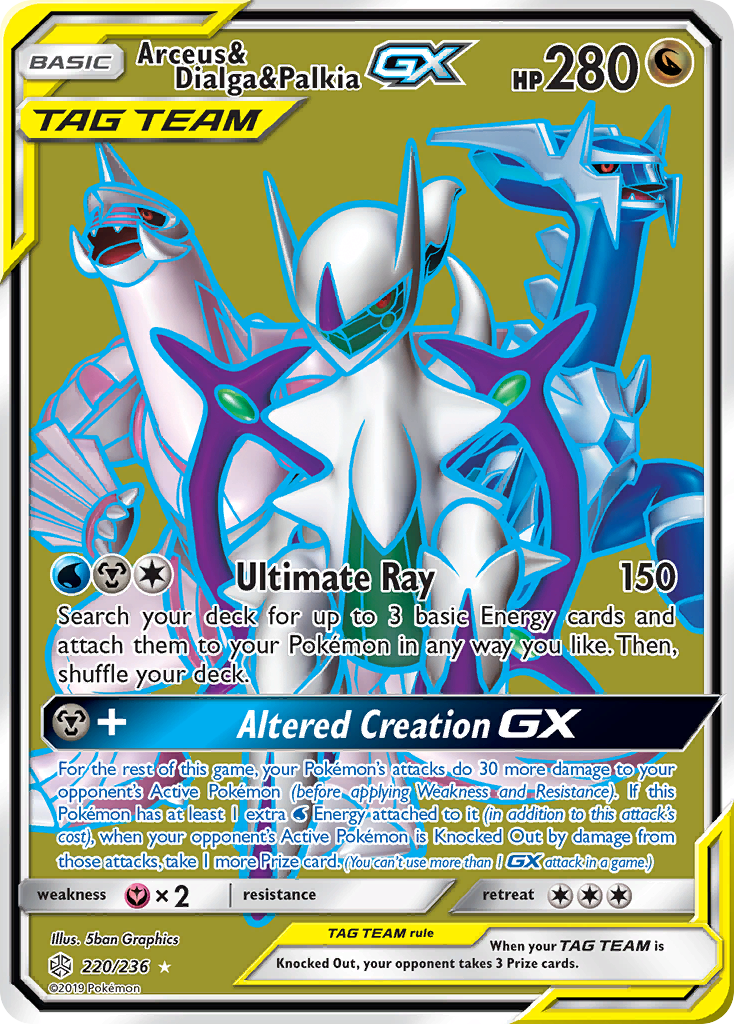 BASIC
Arceus&
Dialga&Palkia GX
HP 280
TAG TEAM
Ultimate Ray 150
Search your deck for up to 3 basic Energy cards and
attach them to your Pokémon in any way you like. Then,
shuffle your deck.
+ Altered Creation GX
For the rest of this game, your Pokémon's attacks do 30 more damage to your
opponent's Active Pokémon (before applying Weakness and Resistance). If this
Pokémon has at least 1 extra Energy attached to it (in addition to this attack's
cost), when your opponent's Active Pokémon is Knocked Out by damage from
those attacks, take 1 more Prize card. (You can't use more than 1 GX attack in a game.)
weakness × 2 resistance retreat
Illus. 5ban Graphics
220/236 ★
©2019 Pokémon
TAG TEAM rule
When your TAG TEAM is
Knocked Out, your opponent takes 3 Prize cards.